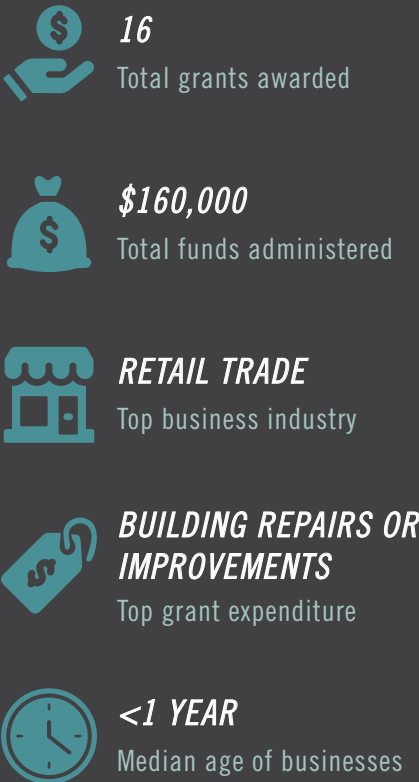 $
16
Total grants awarded
$
$160,000
Total funds administered
RETAIL TRADE
Top business industry
$
BUILDING REPAIRS OR
IMPROVEMENTS
Top grant expenditure
<1 YEAR
Median age of businesses